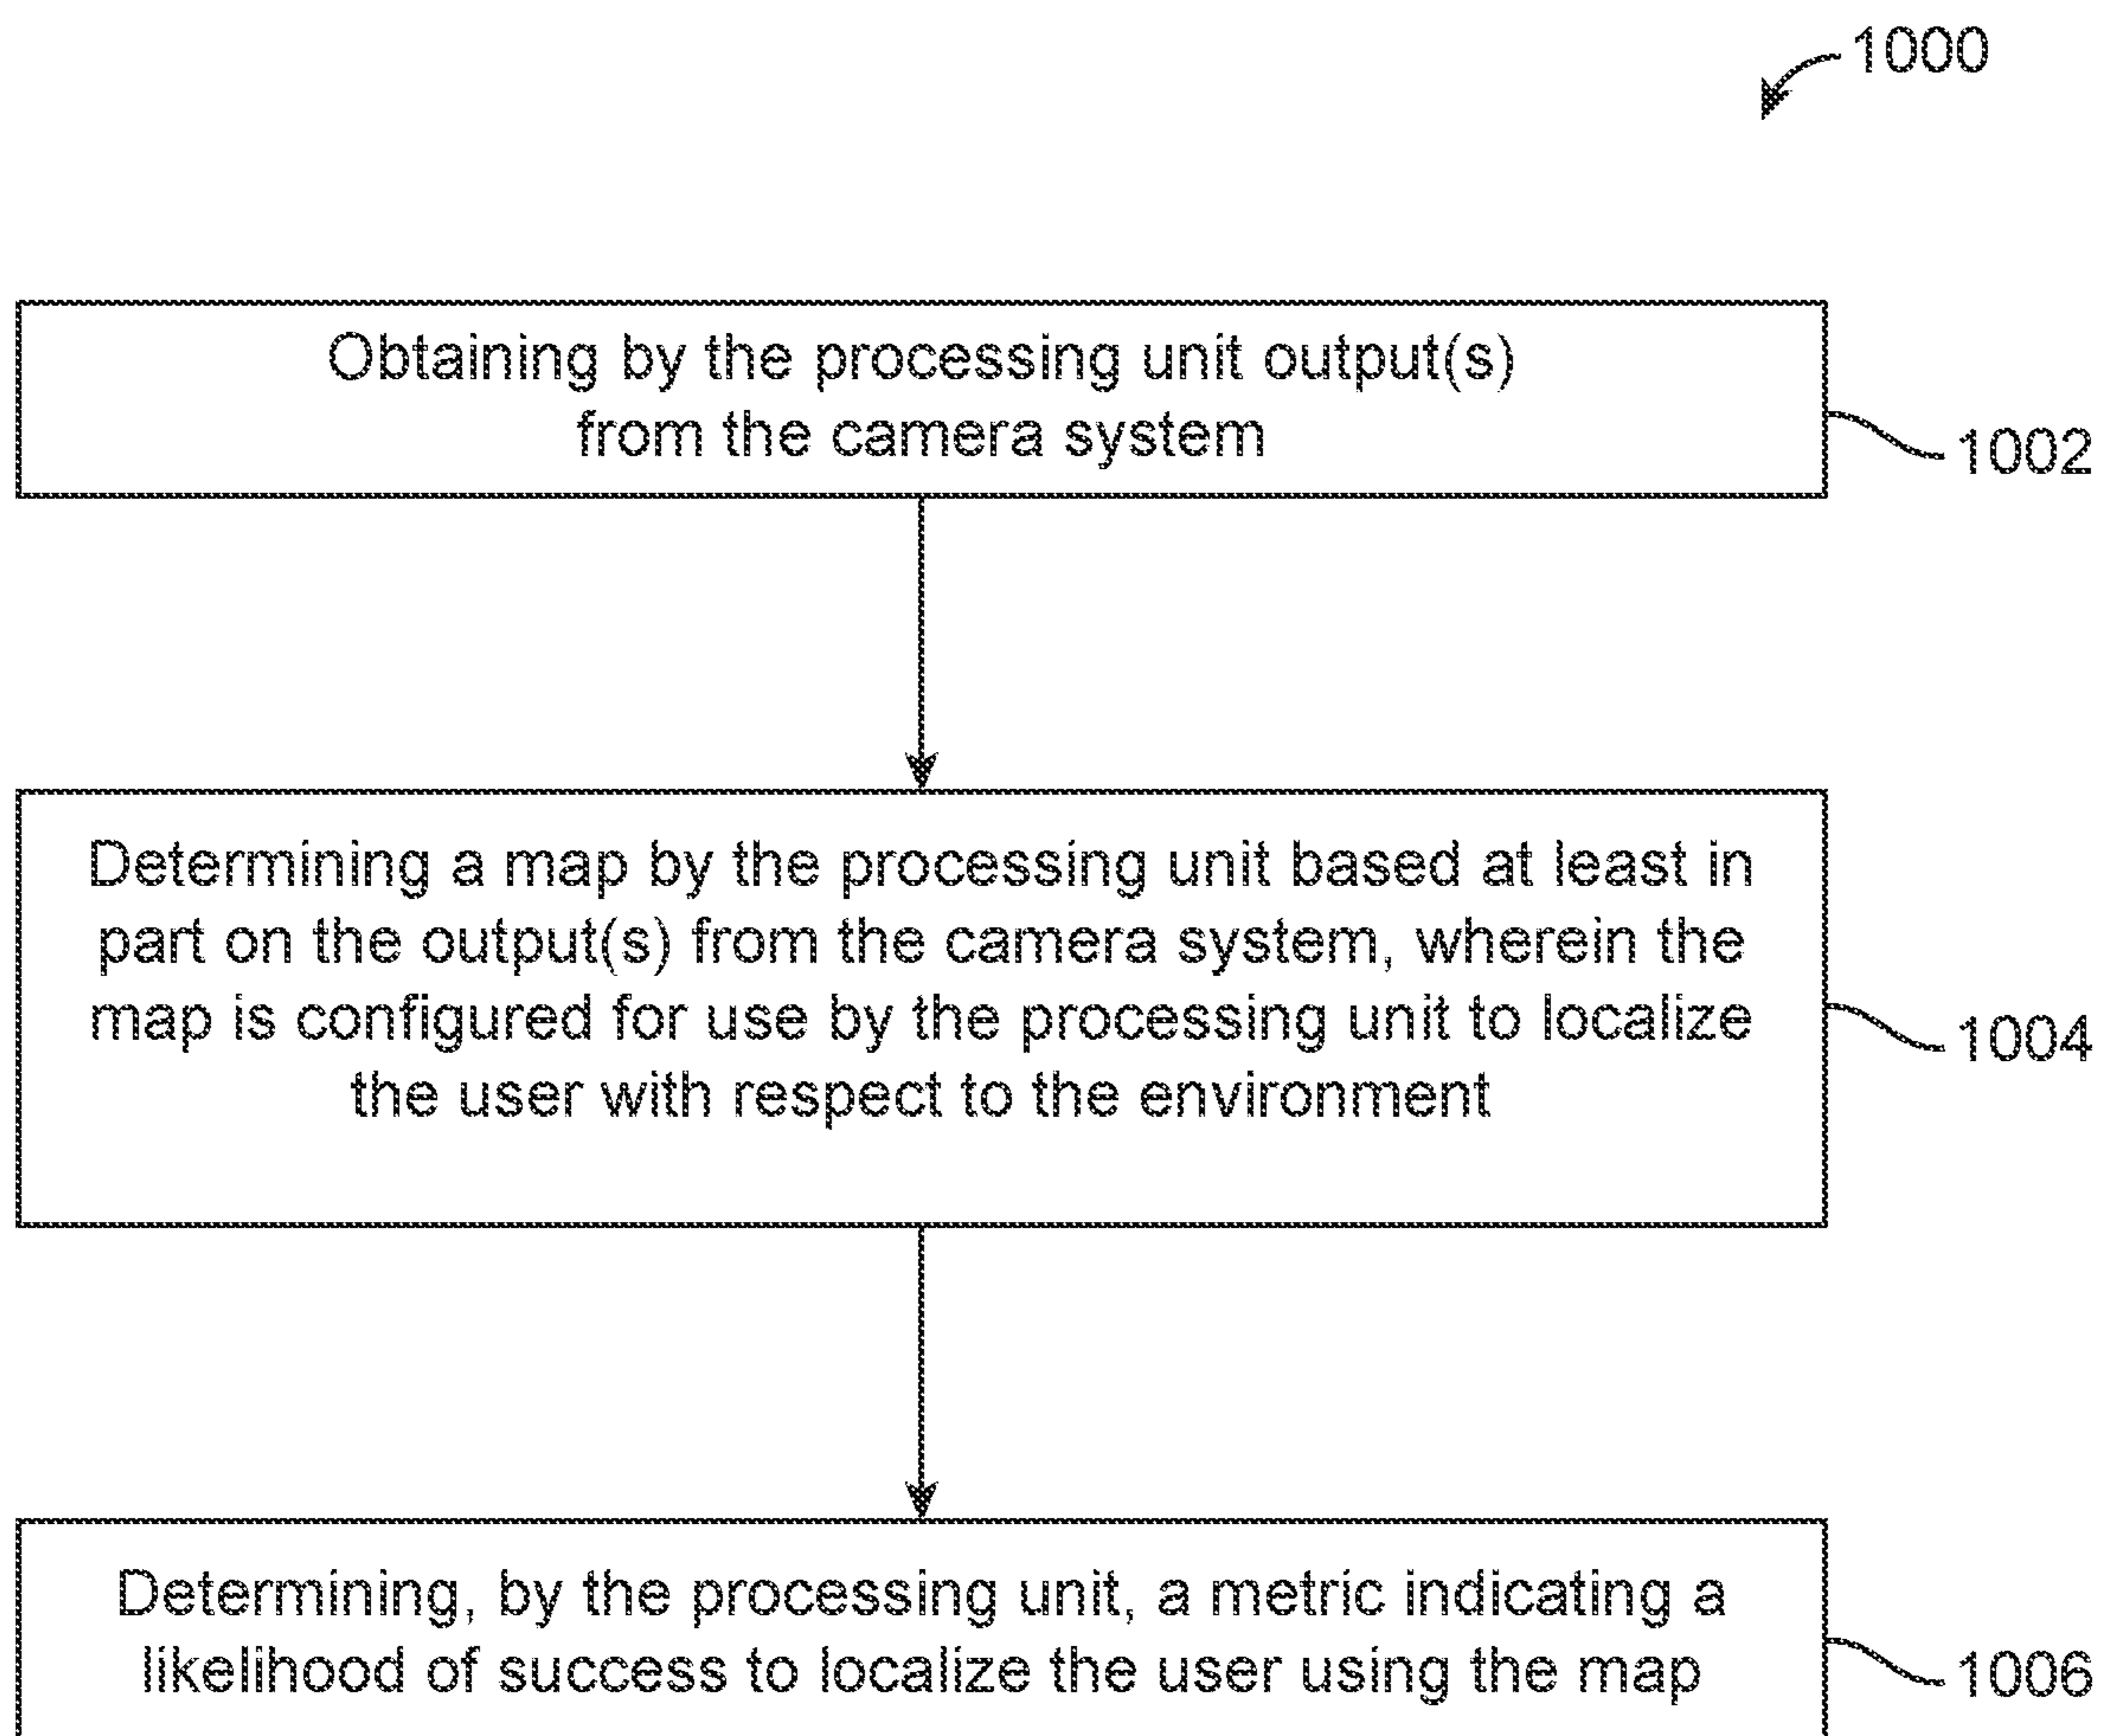 1000
Obtaining by the processing unit output(s)
from the camera system
1002
Determining a map by the processing unit based at least in
part on the output(s) from the camera system, wherein the
map is configured for use by the processing unit to localize
the user with respect to the environment
1004
Determining, by the processing unit, a metric indicating a
likelihood of success to localize the user using the map
1006